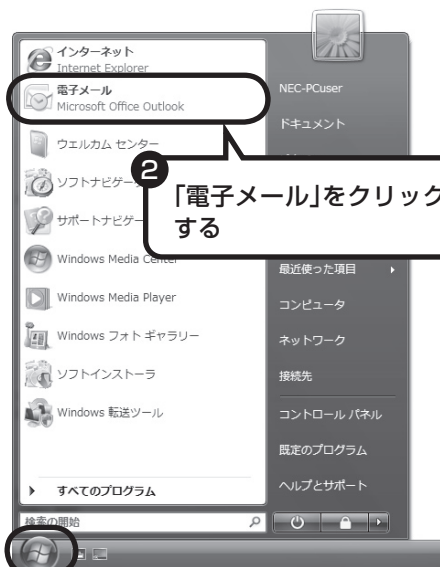 インターネット
Internet Explorer
電子メール
Microsoft Office Outlook
ウェルカム センター
ソフトナビゲー
サポートナビゲー
Windows Media Center
Windows Media Player
Windows フォト ギャラリー
ソフトインストーラ
Windows 転送ツール
すべてのプログラム
検索の開始
NEC-PCuser
ドキュメント
2
「電子メール」をクリック
する
最近使った項目
コンピュータ
ネットワーク
接続先
コントロール パネル
既定のプログラム
ヘルプとサポート